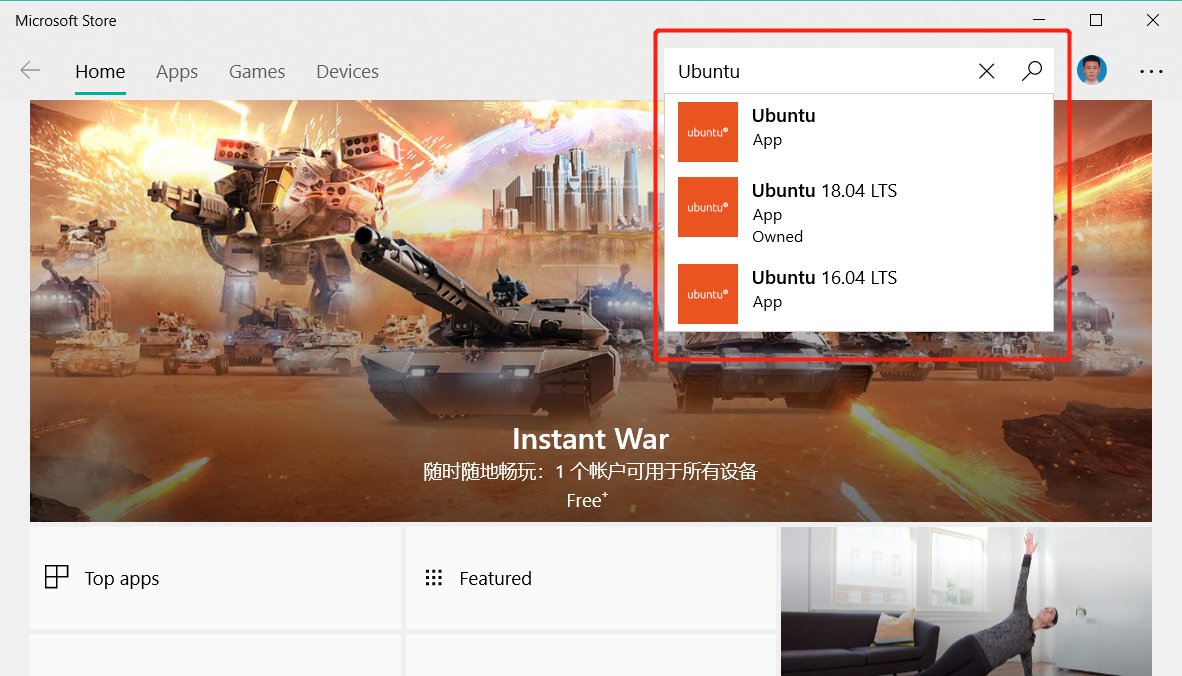 Microsoft Store
Home
Apps
Games
Devices
Ubuntu
ubuntu®
Ubuntu
App
ubuntu®
Ubuntu 18.04 LTS
App
Owned
ubuntu®
Ubuntu 16.04 LTS
App
Instant War
随时随地畅玩：1 个帐户可用于所有设备
Free⁺
Top apps
Featured